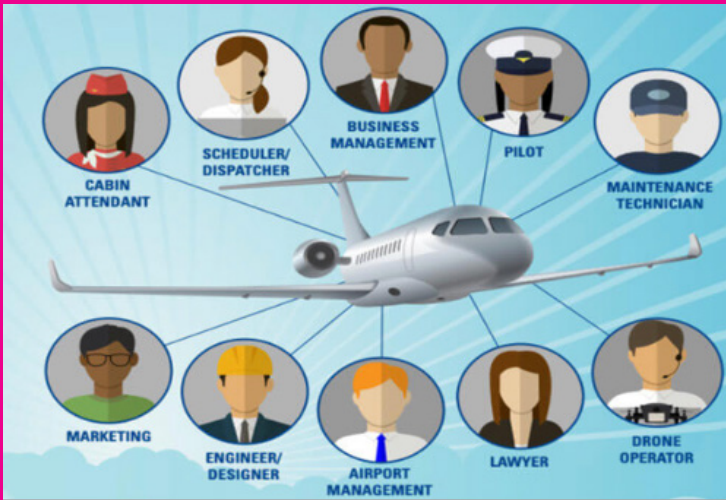 CABIN
ATTENDANT
SCHEDULER/
DISPATCHER
BUSINESS
MANAGEMENT
PILOT
MAINTENANCE
TECHNICIAN
MARKETING
ENGINEER/
DESIGNER
AIRPORT
MANAGEMENT
LAWYER
DRONE
OPERATOR